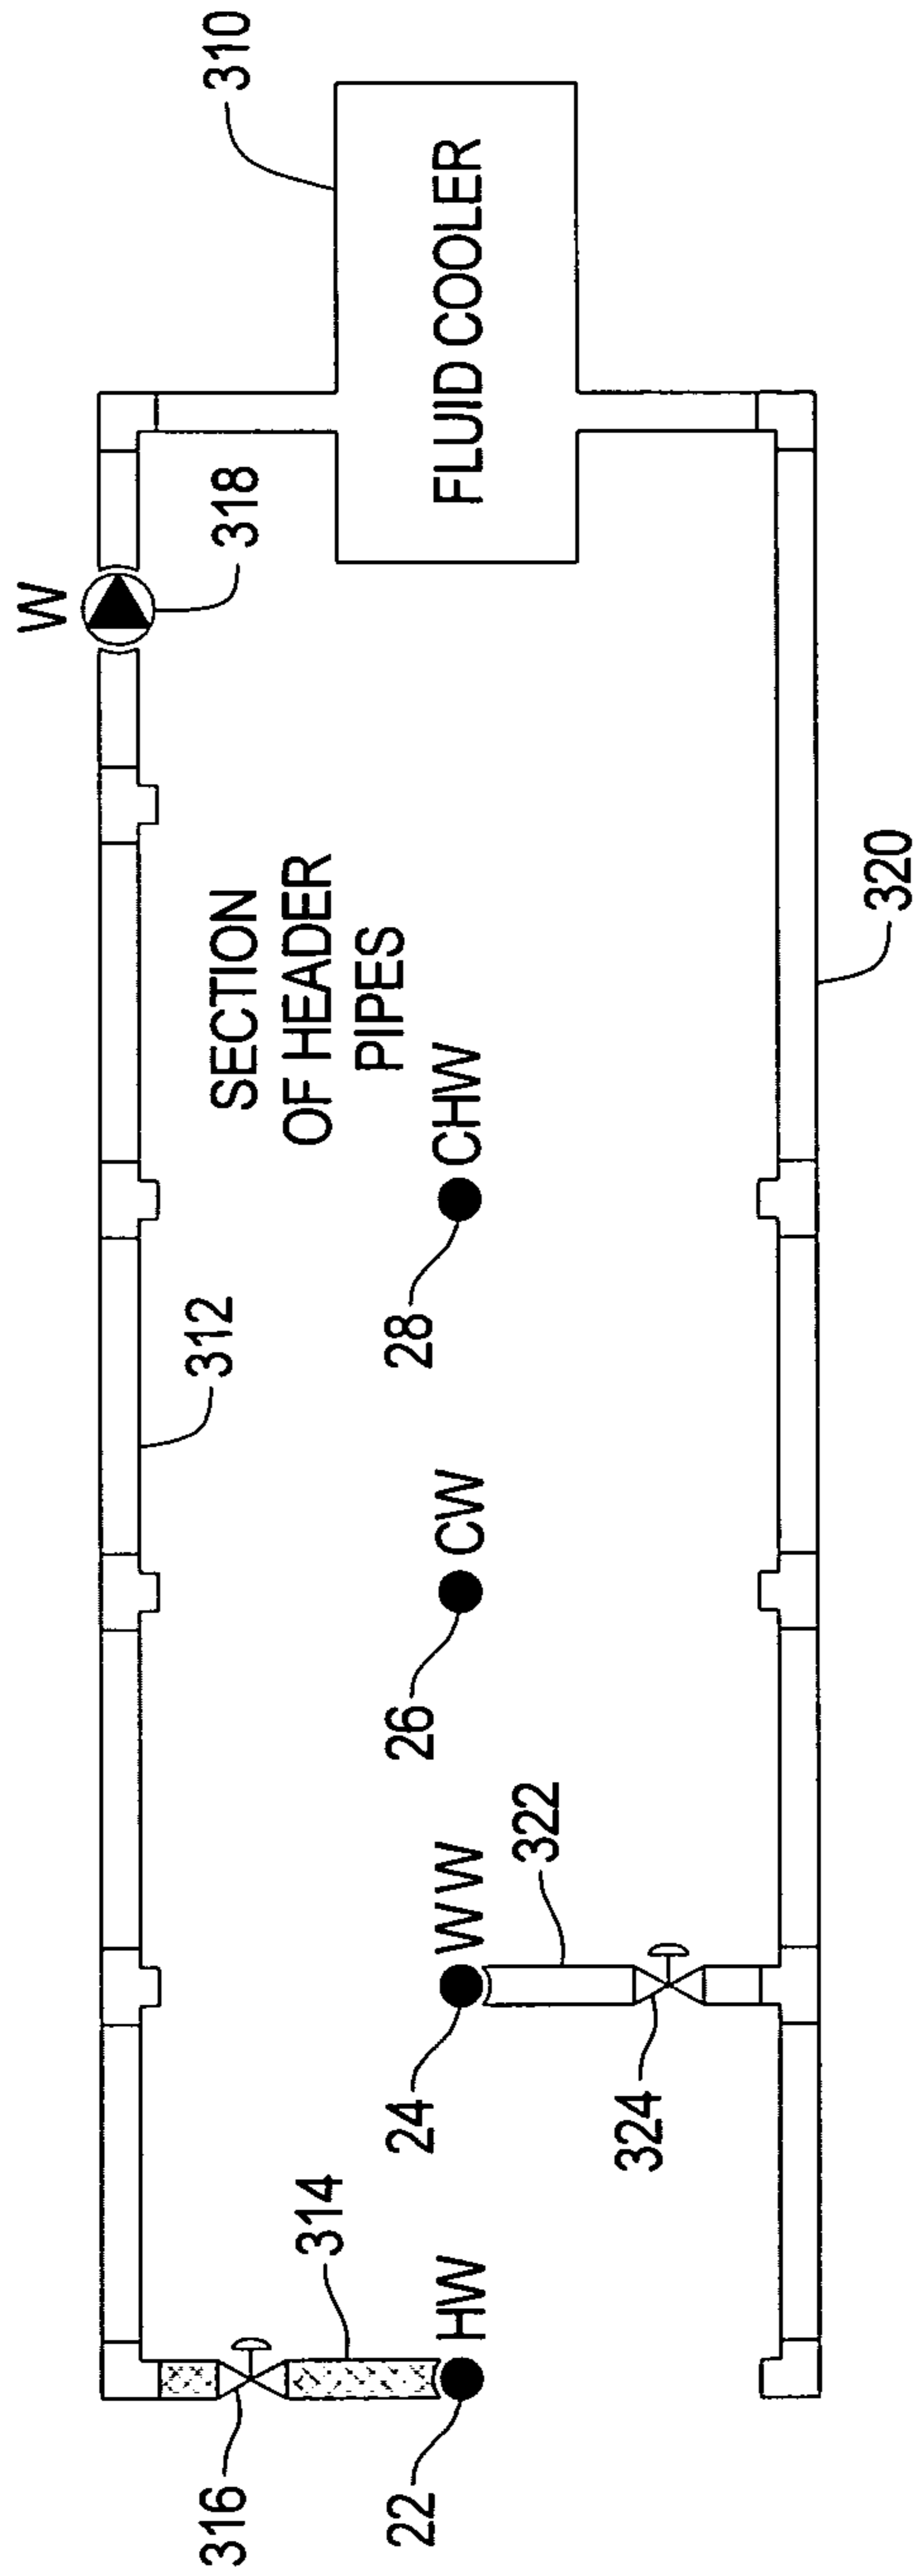 310
FLUID COOLER
W
318
SECTION
OF HEADER
PIPES
312
320
28
CHW
26
CW
24
W W
322
324
314
316
22
HW